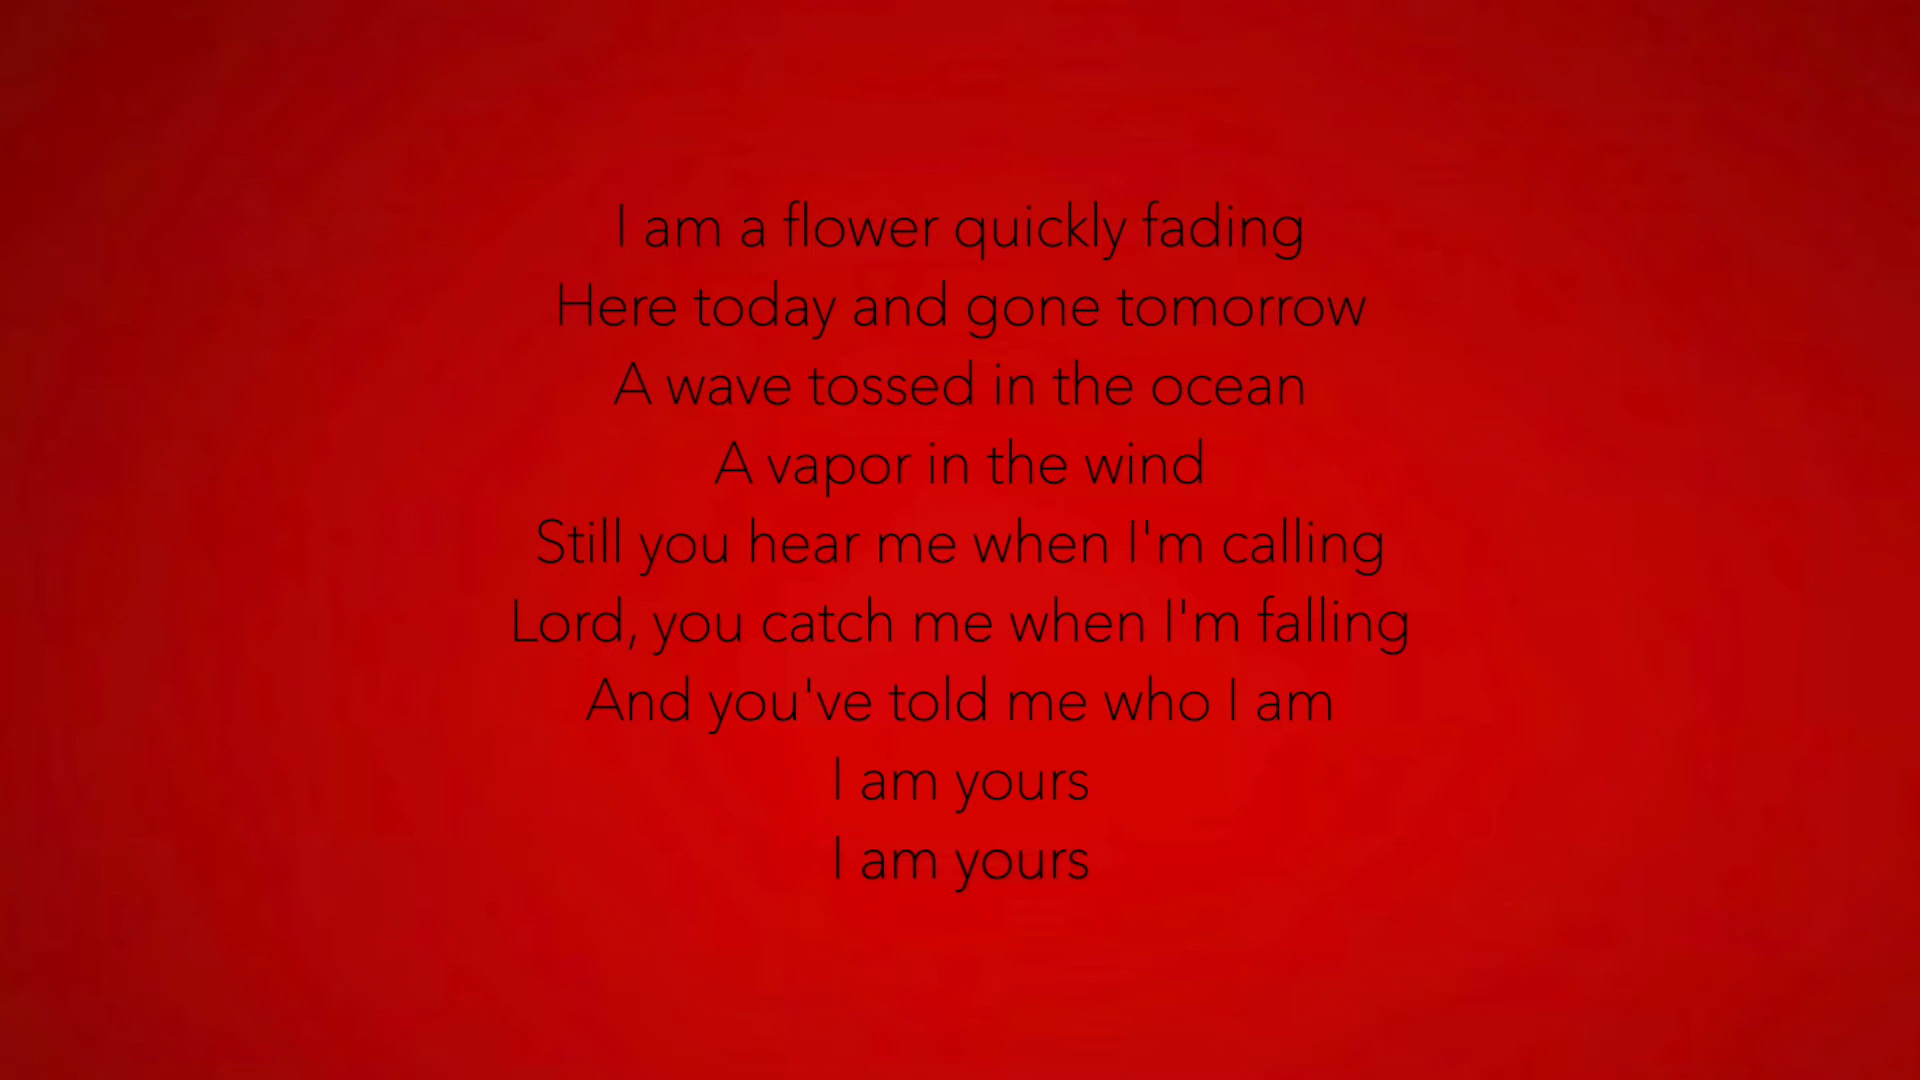 I am a flower quickly fading
Here today and gone tomorrow
A wave tossed in the ocean
A vapor in the wind
Still you hear me when I'm calling
Lord, you catch me when I'm falling
And you've told me who I am
I am yours
I am yours